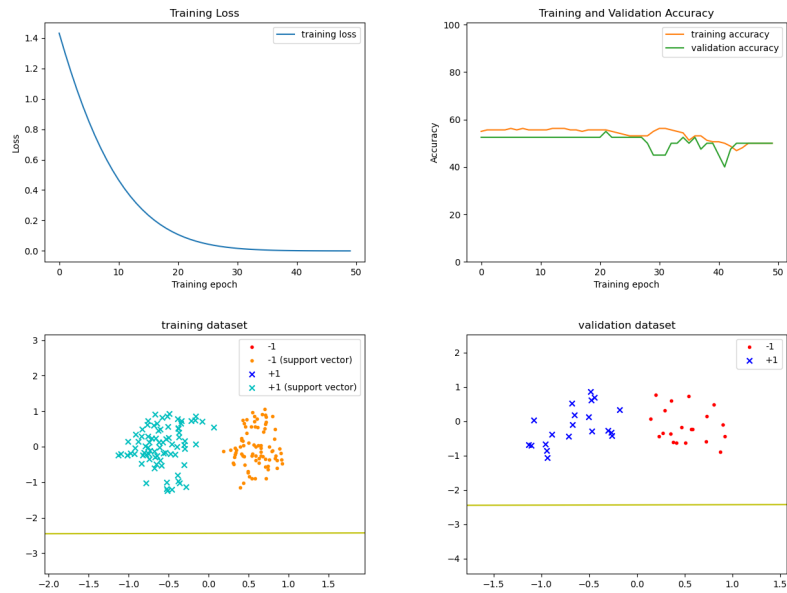 Training Loss
training loss
Loss
1.4
1.2
1.0
0.8
0.6
0.4
0.2
0.0
0 10 20 30 40 50
Training epoch
Training and Validation Accuracy
training accuracy
validation accuracy
Accuracy
100
80
60
40
20
0
0 10 20 30 40 50
Training epoch
training dataset
-1
-1 (support vector)
+1
+1 (support vector)
3
2
1
0
−1
−2
−3
−2.0 −1.5 −1.0 −0.5 0.0 0.5 1.0 1.5
validation dataset
-1
+1
2
1
0
−1
−2
−3
−4
−1.5 −1.0 −0.5 0.0 0.5 1.0 1.5